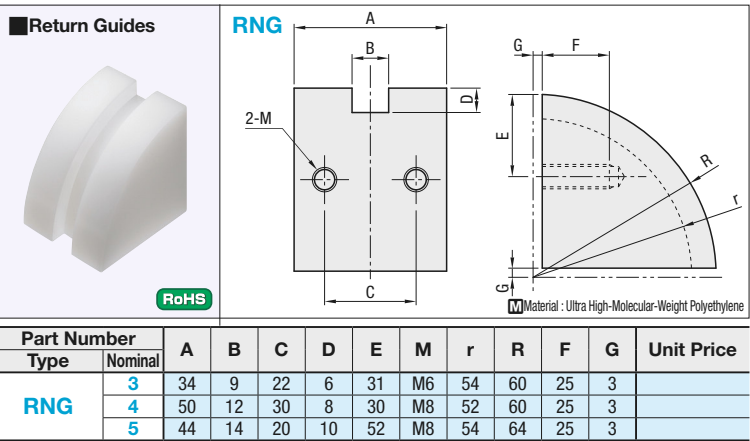 ■Return Guides
RoHS
RNG
A
B
D
2-M
C
G
F
E
R
r
G
M Material : Ultra High-Molecular-Weight Polyethylene
Part Number A B C D E M r R F G Unit Price
Type Nominal
RNG
3 34 9 22 6 31 M6 54 60 25 3
4 50 12 30 8 30 M8 52 60 25 3
5 44 14 20 10 52 M8 54 64 25 3